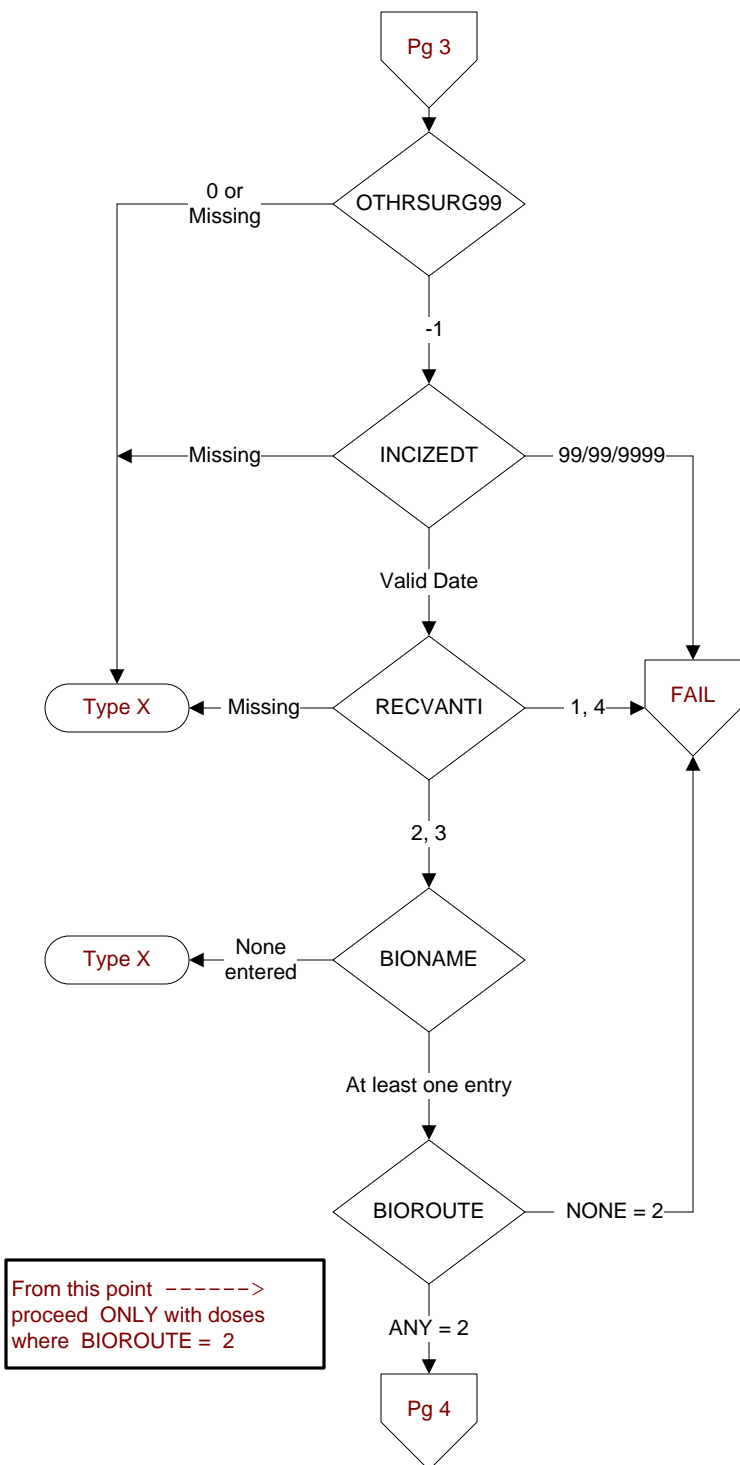 Pg 3
OTHRSURG99
0 or
Missing
-1
INCIZEDT
Missing
99/99/9999
Valid Date
RECVANTI
Type X
Missing
1, 4
FAIL
2, 3
BIONAME
Type X
None
entered
At least one entry
BIOROUTE
NONE = 2
From this point ------>
proceed ONLY with doses
where BIOROUTE = 2
ANY = 2
Pg 4